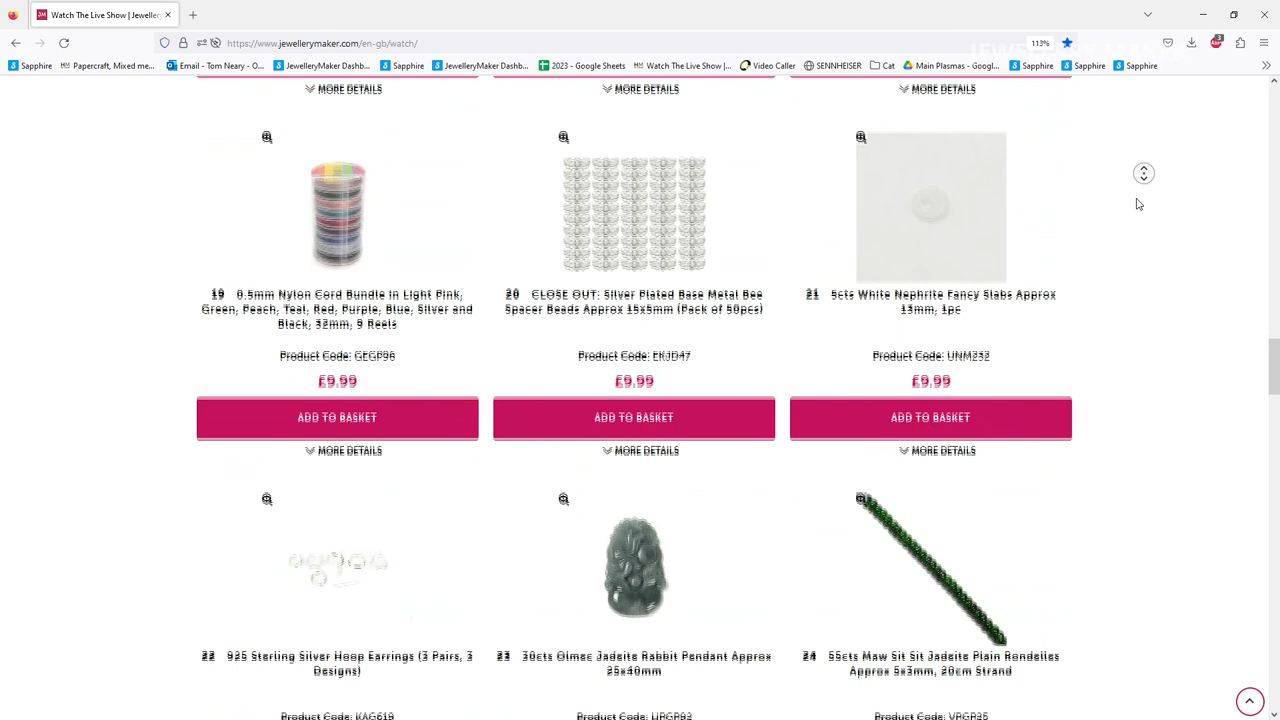 Watch The Live Show | Jeweller
https://www.jewellerymaker.com/en-gb/watch/
113%
3
Sapphire
Papercraft, Mixed me...
Email - Tom Neary - O...
JewelleryMaker Dashb...
Sapphire
JewelleryMaker Dashb...
2023 - Google Sheets
Watch The Live Show |...
Video Caller
SENNHEISER
Cat
Main Plasmas - Googl...
Sapphire
Sapphire
Sapphire
MORE DETAILS
MORE DETAILS
MORE DETAILS
19 0.5mm Nylon Cord Bundle in Light Pink,
Green, Peach, Teal, Red, Purple, Blue, Silver and
Black, 32mm, 9 Reels
Product Code: GEGP96
£9.99
ADD TO BASKET
MORE DETAILS
20 CLOSE OUT: Silver Plated Base Metal Bee
Spacer Beads Approx 15x5mm (Pack of 50pcs)
Product Code: EKJD47
£9.99
ADD TO BASKET
MORE DETAILS
21 5cts White Nephrite Fancy Slabs Approx
13mm, 1pc
Product Code: UNM232
£9.99
ADD TO BASKET
MORE DETAILS
22 925 Sterling Silver Hoop Earrings (3 Pairs, 3
Designs)
Product Code: KAG619
23 30cts Olmec Jadeite Rabbit Pendant Approx
25x40mm
Product Code: UPGP92
24 55cts Maw Sit Sit Jadeite Plain Rondelles
Approx 5x3mm, 20cm Strand
Product Code: VPGP25